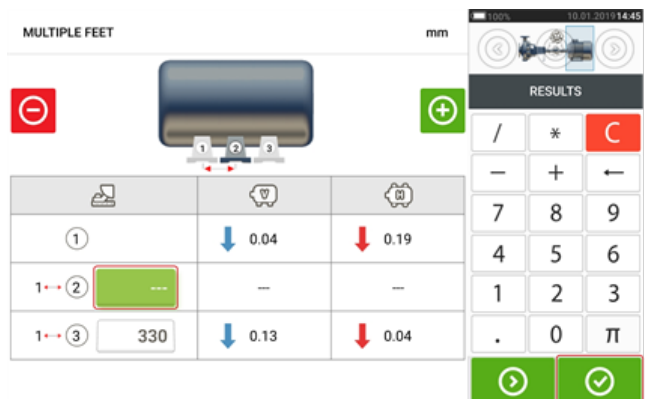 MULTIPLE FEET mm
1 2 3
V H
1 0.04 0.19
1 2 --- --- ---
1 3 330 0.13 0.04
100% 10.01.2019 14:45
RESULTS
/ * C
− + ←
7 8 9
4 5 6
1 2 3
. 0 π